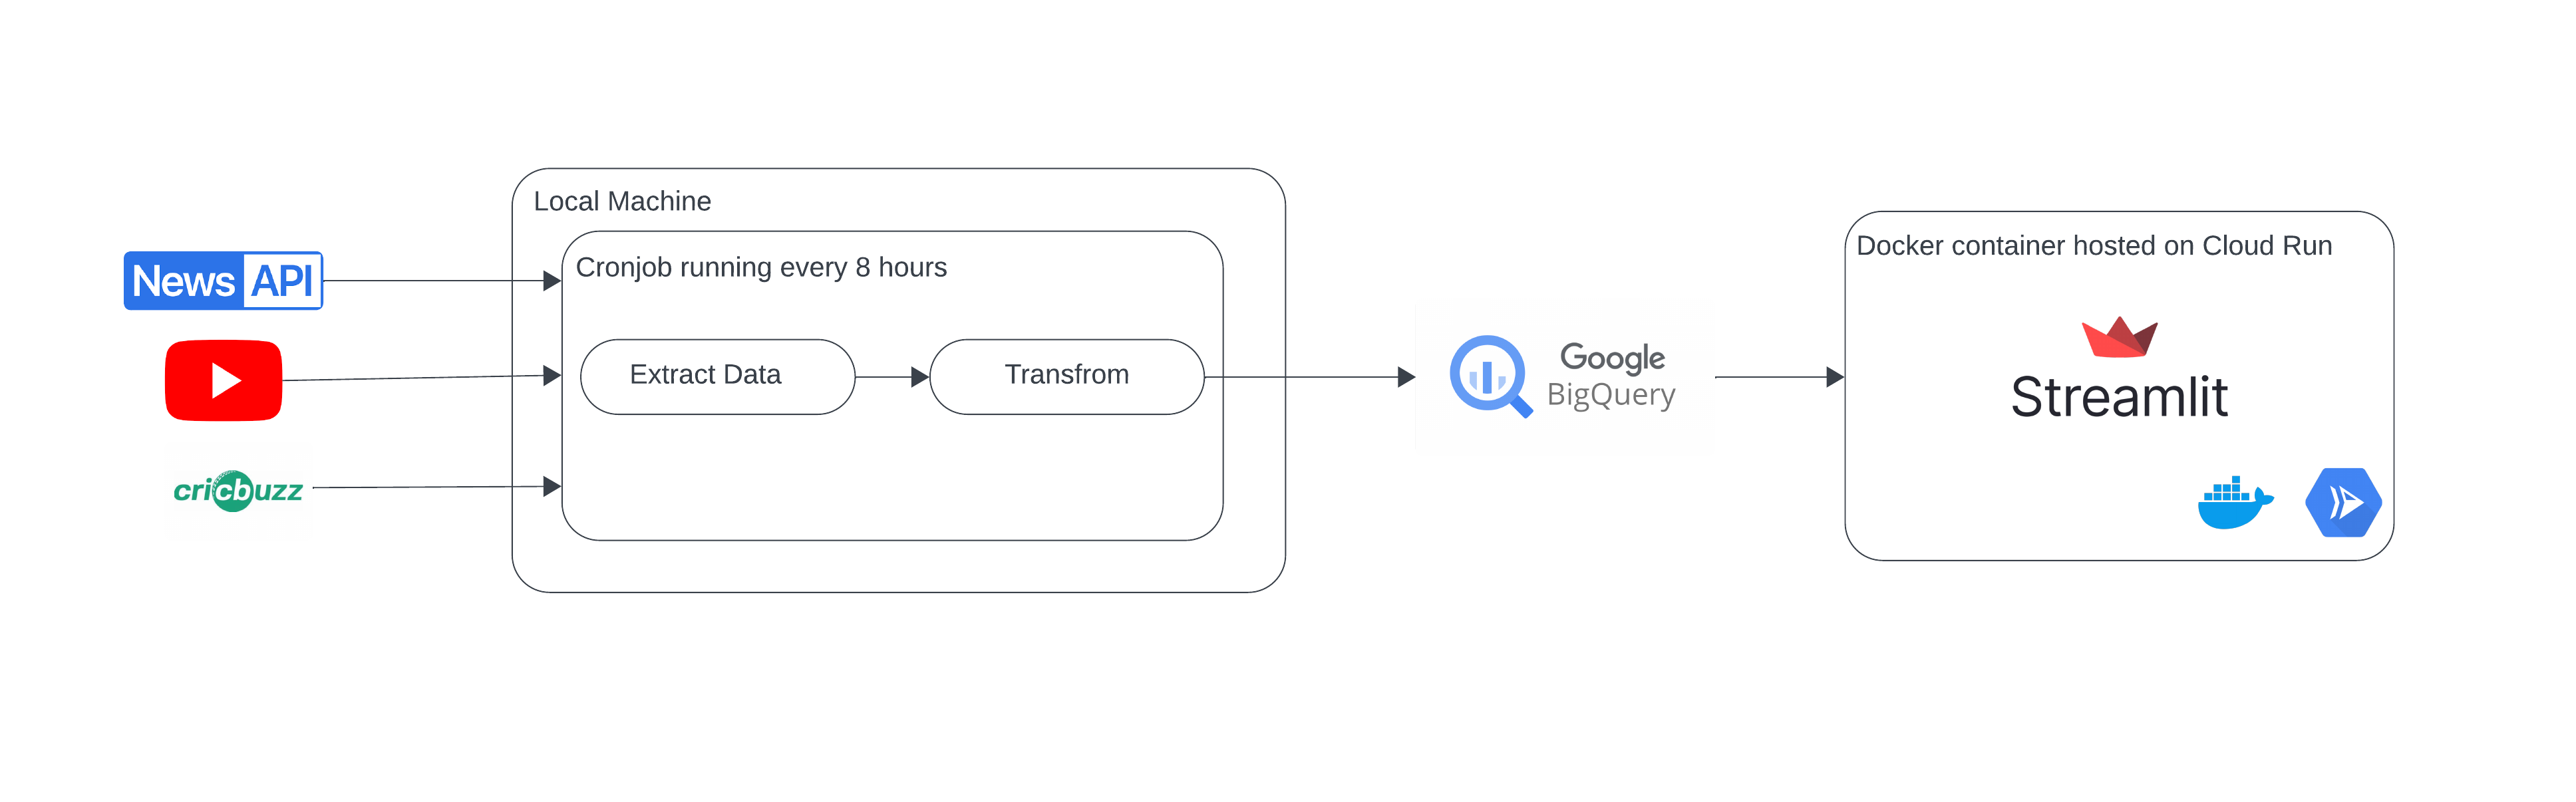 Local Machine
News API
Cronjob running every 8 hours
Docker container hosted on Cloud Run
Extract Data
Transfrom
Google
BigQuery
Streamlit
cricbuzz